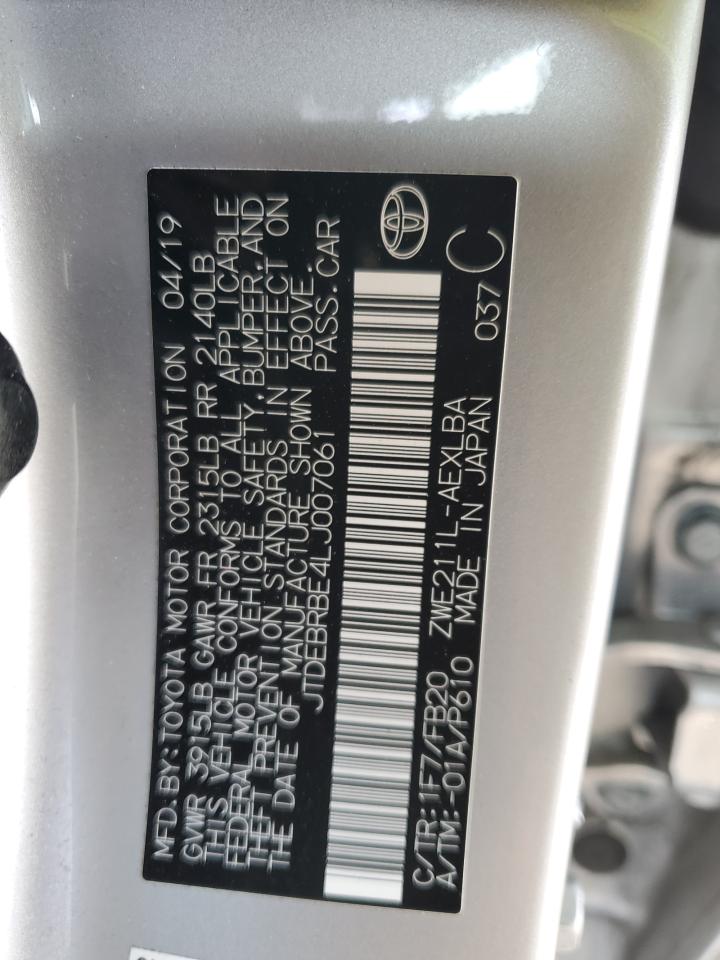 MFD.BY:TOYOTA MOTOR CORPORATION 04/19
GVWR 3915LB GAWR FR 2315LB RR 2140LB
THIS VEHICLE CONFORMS TO ALL APPLICABLE
FEDERAL MOTOR VEHICLE SAFETY,BUMPER,AND
THEFT PREVENTION STANDARDS IN EFFECT ON
THE DATE OF MANUFACTURE SHOWN ABOVE.
JTDEBRBE4LJ007061 PASS.CAR
C/TR:1F7/FB20 ZWE211L-AEXLBA
A/TM:-01A/P610 MADE IN JAPAN 037 C